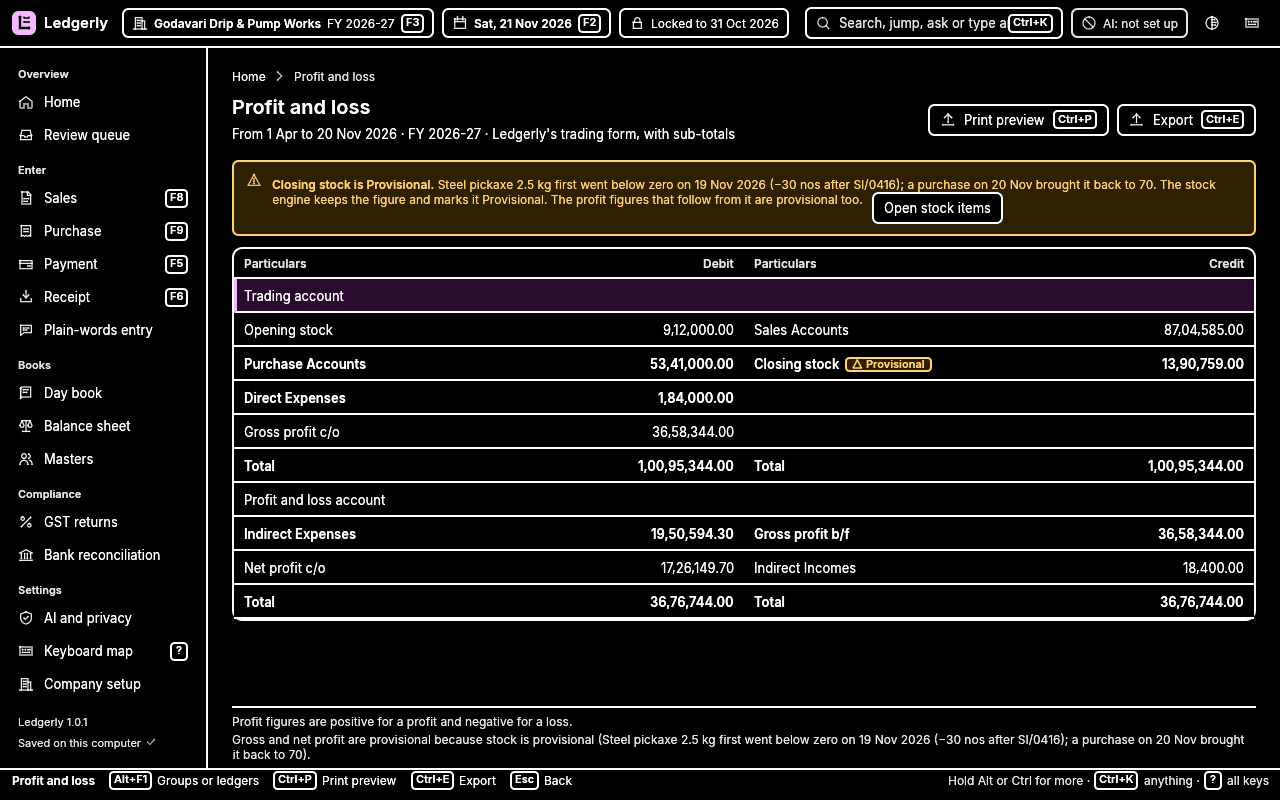 Ledgerly
Godavari Drip & Pump Works FY 2026-27 F3
Sat, 21 Nov 2026 F2
Locked to 31 Oct 2026
Search, jump, ask or type a Ctrl+K
AI: not set up
Overview
Home
Review queue
Enter
Sales F8
Purchase F9
Payment F5
Receipt F6
Plain-words entry
Books
Day book
Balance sheet
Masters
Compliance
GST returns
Bank reconciliation
Settings
AI and privacy
Keyboard map ?
Company setup
Ledgerly 1.0.1
Saved on this computer
Home > Profit and loss
Profit and loss
From 1 Apr to 20 Nov 2026 · FY 2026-27 · Ledgerly's trading form, with sub-totals
Print preview Ctrl+P
Export Ctrl+E
Closing stock is Provisional. Steel pickaxe 2.5 kg first went below zero on 19 Nov 2026 (−30 nos after SI/0416); a purchase on 20 Nov brought it back to 70. The stock
engine keeps the figure and marks it Provisional. The profit figures that follow from it are provisional too. Open stock items
Particulars Debit Particulars Credit
Trading account
Opening stock 9,12,000.00 Sales Accounts 87,04,585.00
Purchase Accounts 53,41,000.00 Closing stock Provisional 13,90,759.00
Direct Expenses 1,84,000.00
Gross profit c/o 36,58,344.00
Total 1,00,95,344.00 Total 1,00,95,344.00
Profit and loss account
Indirect Expenses 19,50,594.30 Gross profit b/f 36,58,344.00
Net profit c/o 17,26,149.70 Indirect Incomes 18,400.00
Total 36,76,744.00 Total 36,76,744.00
Profit figures are positive for a profit and negative for a loss.
Gross and net profit are provisional because stock is provisional (Steel pickaxe 2.5 kg first went below zero on 19 Nov 2026 (−30 nos after SI/0416); a purchase on 20 Nov brought
it back to 70).
Profit and loss Alt+F1 Groups or ledgers Ctrl+P Print preview Ctrl+E Export Esc Back
Hold Alt or Ctrl for more · Ctrl+K anything · ? all keys